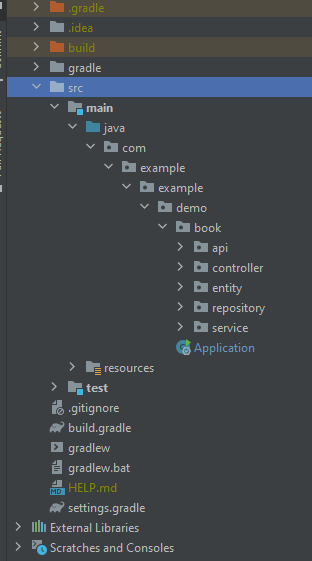 .gradle
.idea
build
gradle
src
main
java
com
example
example
demo
book
api
controller
entity
repository
service
Application
resources
test
.gitignore
build.gradle
gradlew
gradlew.bat
HELP.md
settings.gradle
External Libraries
Scratches and Consoles